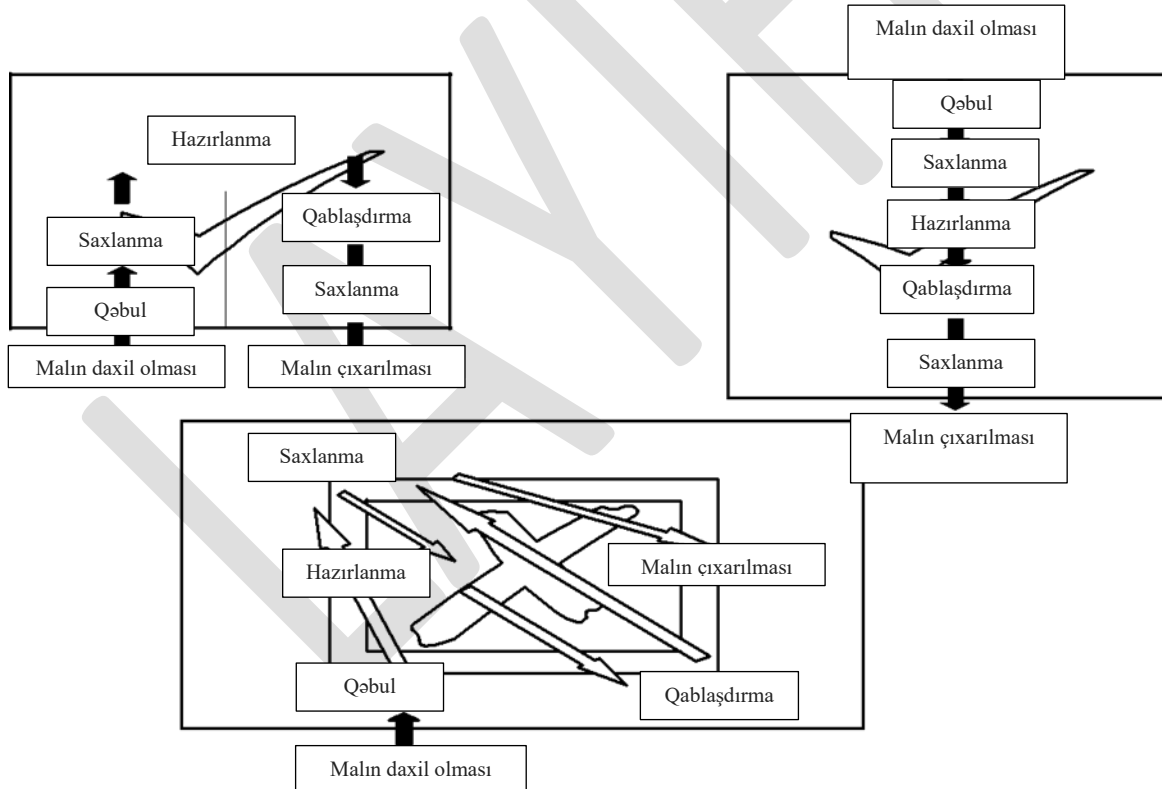 Malın daxil olması
Hazırlanma
Saxlanma
Qəbul
Malın daxil olması
Qablaşdırma
Saxlanma
Malın çıxarılması
Qəbul
Saxlanma
Hazırlanma
Qablaşdırma
Saxlanma
Malın çıxarılması
Saxlanma
Hazırlanma
Malın çıxarılması
Qəbul
Qablaşdırma
Malın daxil olması